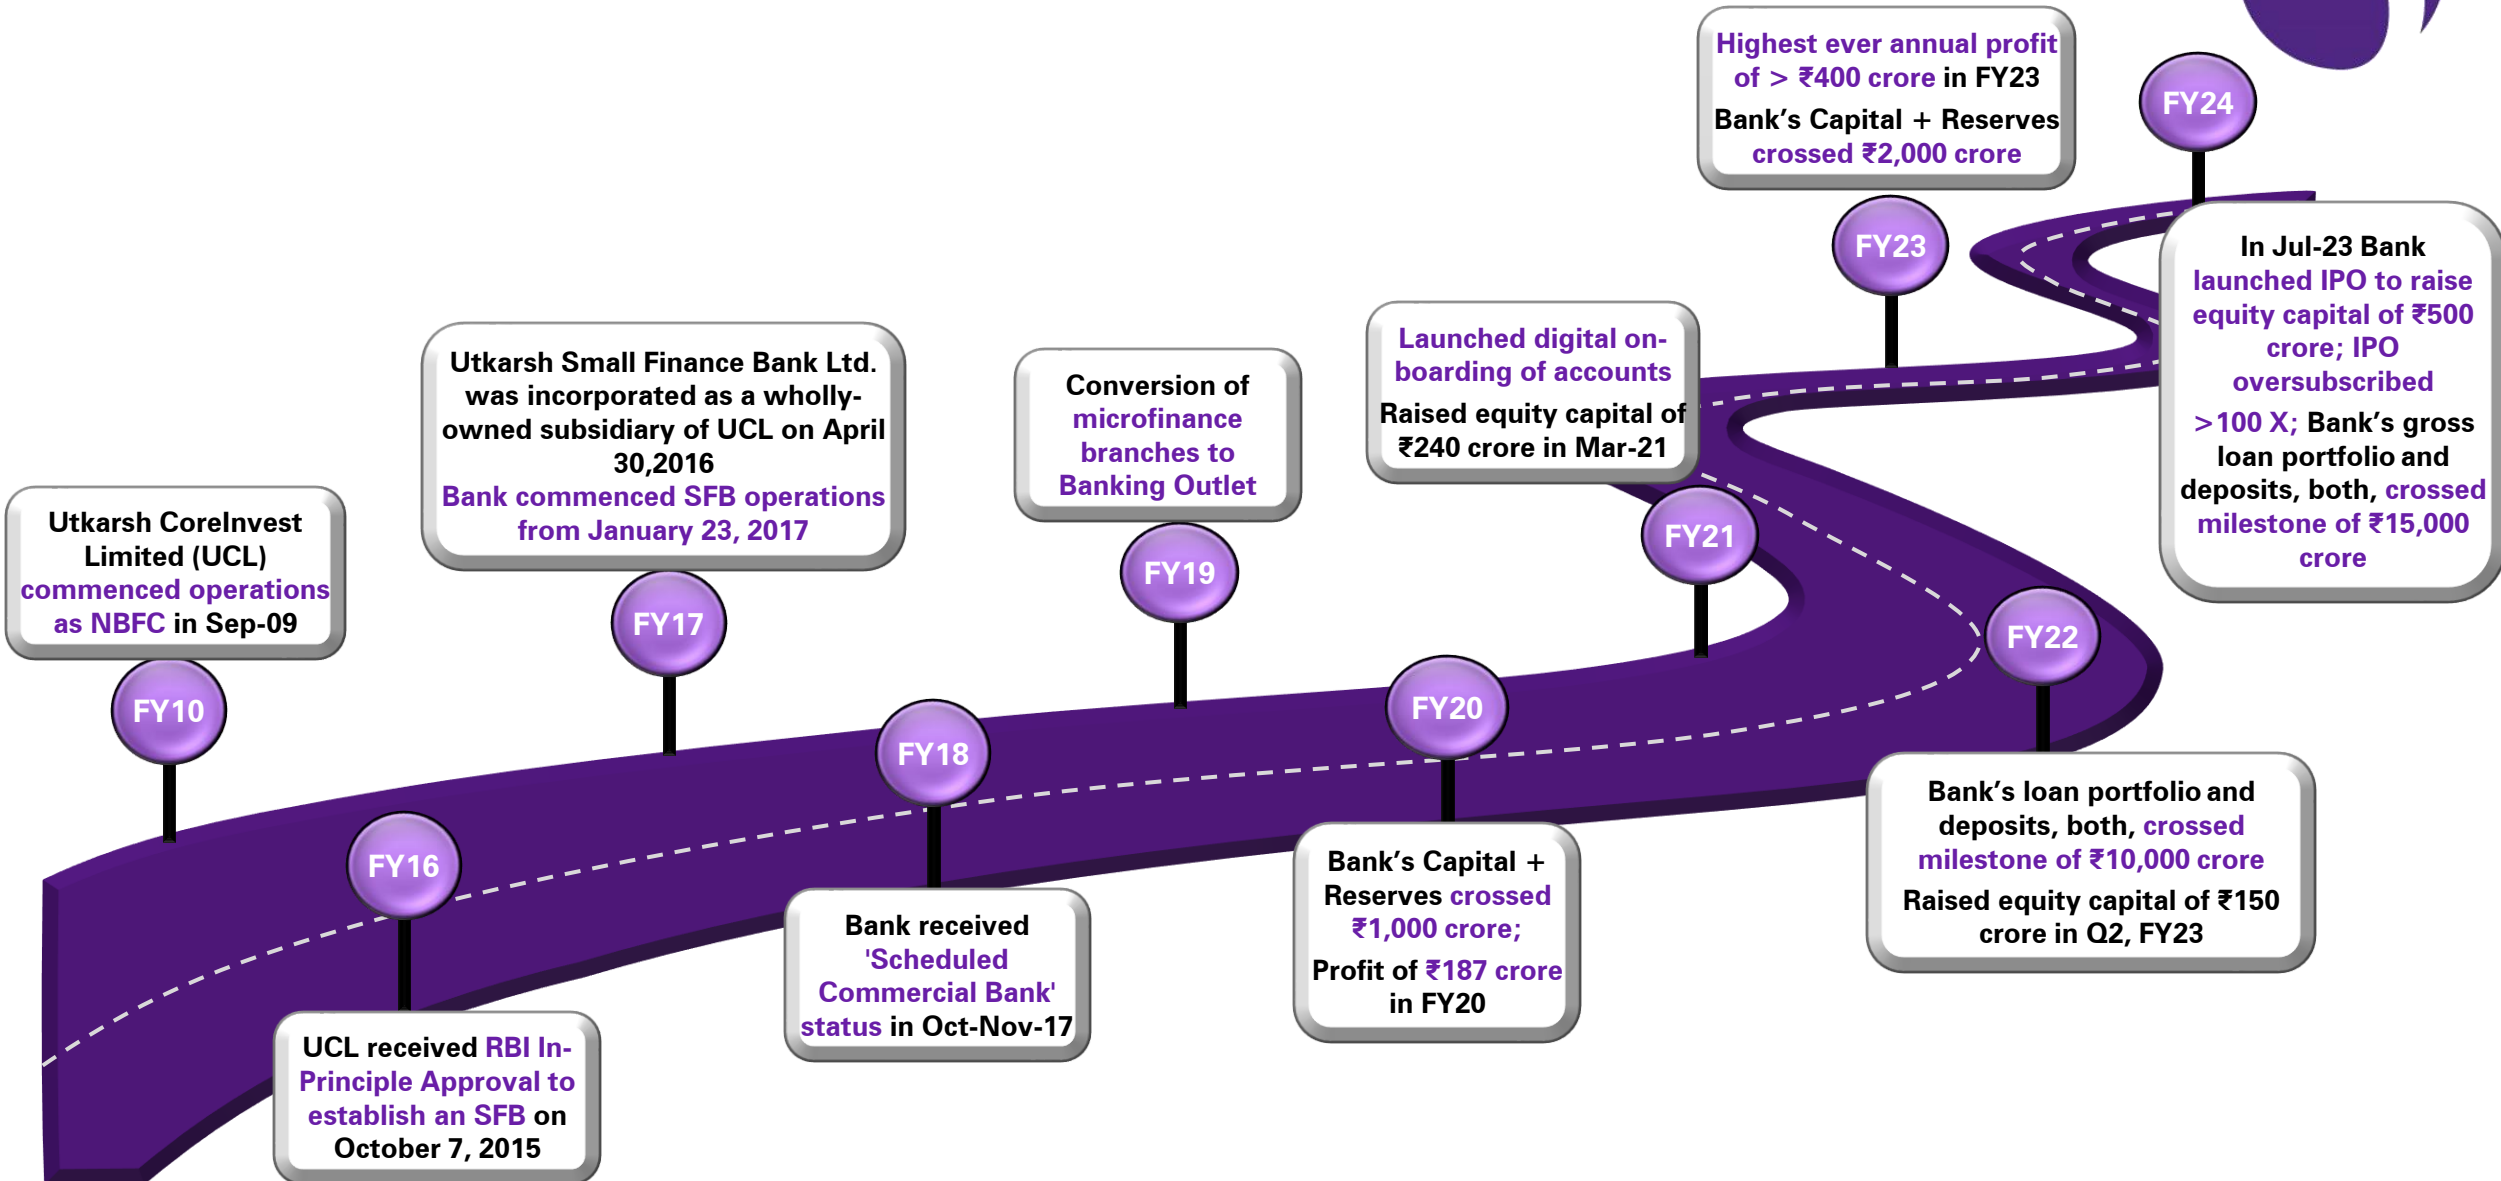 Utkarsh CoreInvest
Limited (UCL)
commenced operations
as NBFC in Sep-09
FY10
FY16
UCL received RBI In-
Principle Approval to
establish an SFB on
October 7, 2015
Utkarsh Small Finance Bank Ltd.
was incorporated as a wholly-
owned subsidiary of UCL on April
30,2016
Bank commenced SFB operations
from January 23, 2017
FY17
FY18
Bank received
'Scheduled
Commercial Bank'
status in Oct-Nov-17
Conversion of
microfinance
branches to
Banking Outlet
FY19
FY20
Bank’s Capital +
Reserves crossed
₹1,000 crore;
Profit of ₹187 crore
in FY20
Launched digital on-
boarding of accounts
Raised equity capital of
₹240 crore in Mar-21
FY21
FY22
Bank’s loan portfolio and
deposits, both, crossed
milestone of ₹10,000 crore
Raised equity capital of ₹150
crore in Q2, FY23
Highest ever annual profit
of > ₹400 crore in FY23
Bank’s Capital + Reserves
crossed ₹2,000 crore
FY23
FY24
In Jul-23 Bank
launched IPO to raise
equity capital of ₹500
crore; IPO
oversubscribed
>100 X; Bank’s gross
loan portfolio and
deposits, both, crossed
milestone of ₹15,000
crore